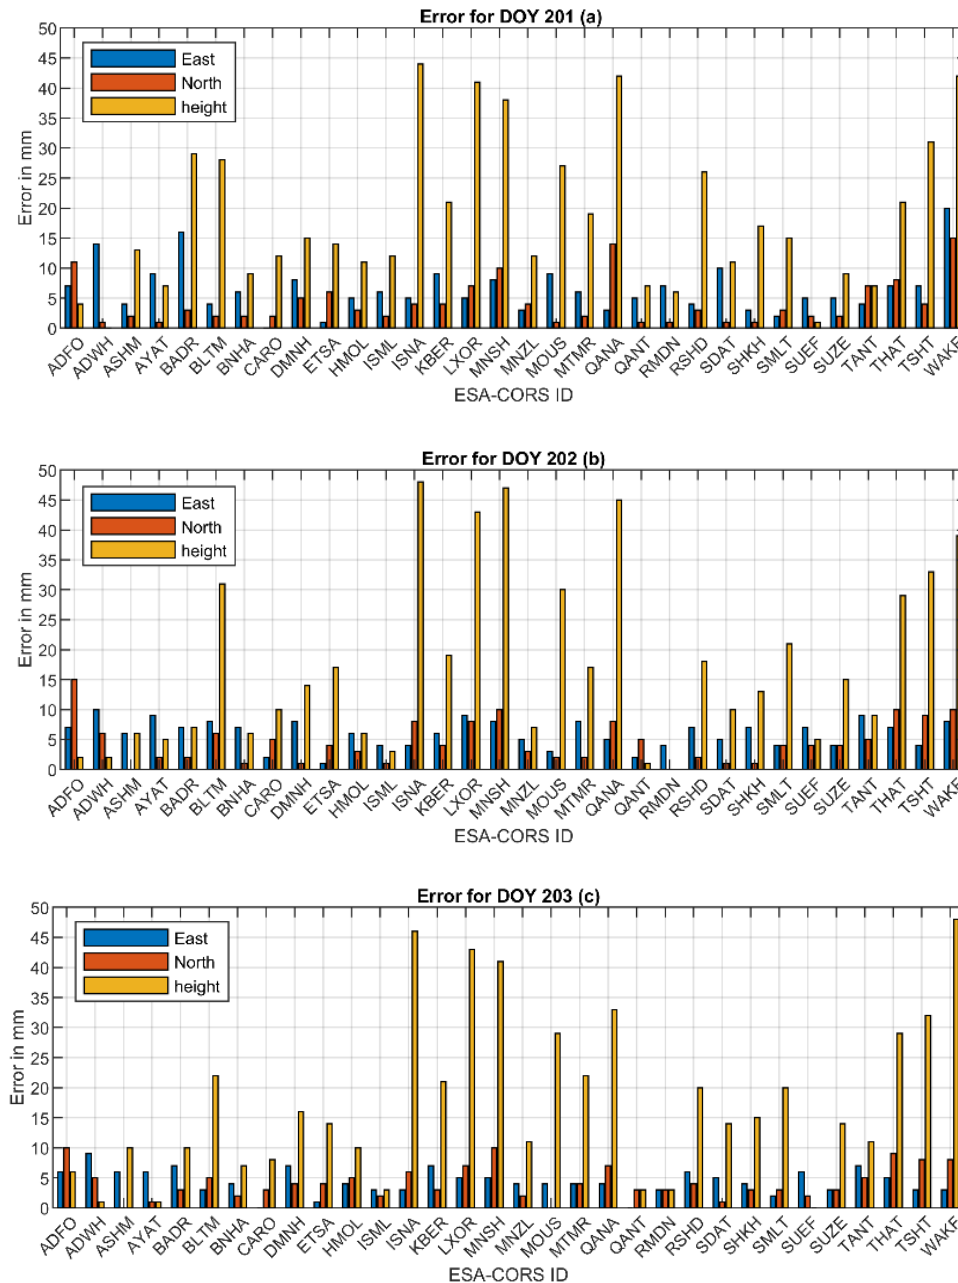 Error for DOY 201 (a)
50
45
40
35
30
25
20
15
10
5
0
Error in mm
East
North
height
ADFO
ADWH
ASHM
AYAT
BADR
BLTM
BNHA
CARO
DMNH
ETSA
HMOL
ISML
ISNA
KBER
LXOR
MNSH
MNZL
MOUS
MTMR
QANA
QANT
RMDN
RSHD
SDAT
SHKH
SMLT
SUEF
SUZE
TANT
THAT
TSHT
WAKF
ESA-CORS ID
Error for DOY 202 (b)
50
45
40
35
30
25
20
15
10
5
0
Error in mm
East
North
height
ADFO
ADWH
ASHM
AYAT
BADR
BLTM
BNHA
CARO
DMNH
ETSA
HMOL
ISML
ISNA
KBER
LXOR
MNSH
MNZL
MOUS
MTMR
QANA
QANT
RMDN
RSHD
SDAT
SHKH
SMLT
SUEF
SUZE
TANT
THAT
TSHT
WAKF
ESA-CORS ID
Error for DOY 203 (c)
50
45
40
35
30
25
20
15
10
5
0
Error in mm
East
North
height
ADFO
ADWH
ASHM
AYAT
BADR
BLTM
BNHA
CARO
DMNH
ETSA
HMOL
ISML
ISNA
KBER
LXOR
MNSH
MNZL
MOUS
MTMR
QANA
QANT
RMDN
RSHD
SDAT
SHKH
SMLT
SUEF
SUZE
TANT
THAT
TSHT
WAKF
ESA-CORS ID